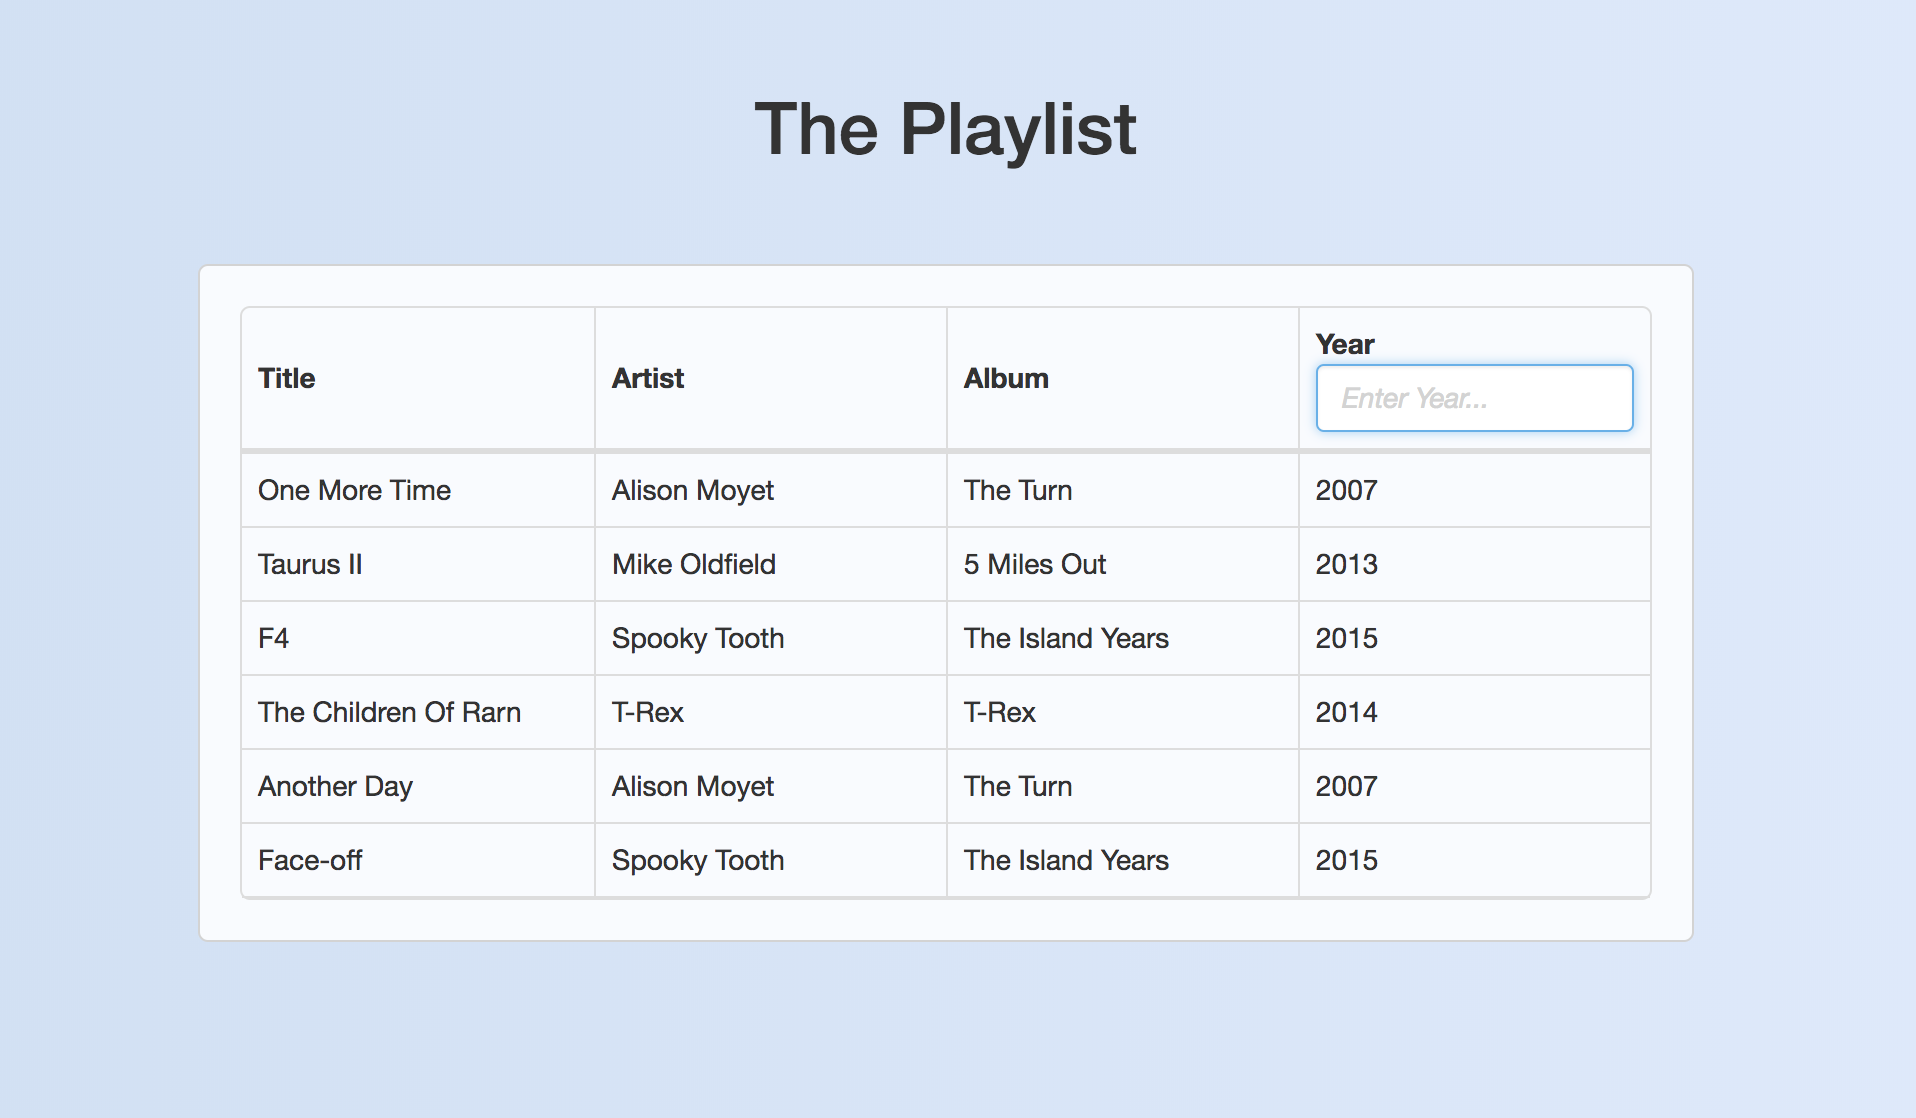 The Playlist
Title Artist Album Year
Enter Year...
One More Time Alison Moyet The Turn 2007
Taurus II Mike Oldfield 5 Miles Out 2013
F4 Spooky Tooth The Island Years 2015
The Children Of Rarn T-Rex T-Rex 2014
Another Day Alison Moyet The Turn 2007
Face-off Spooky Tooth The Island Years 2015